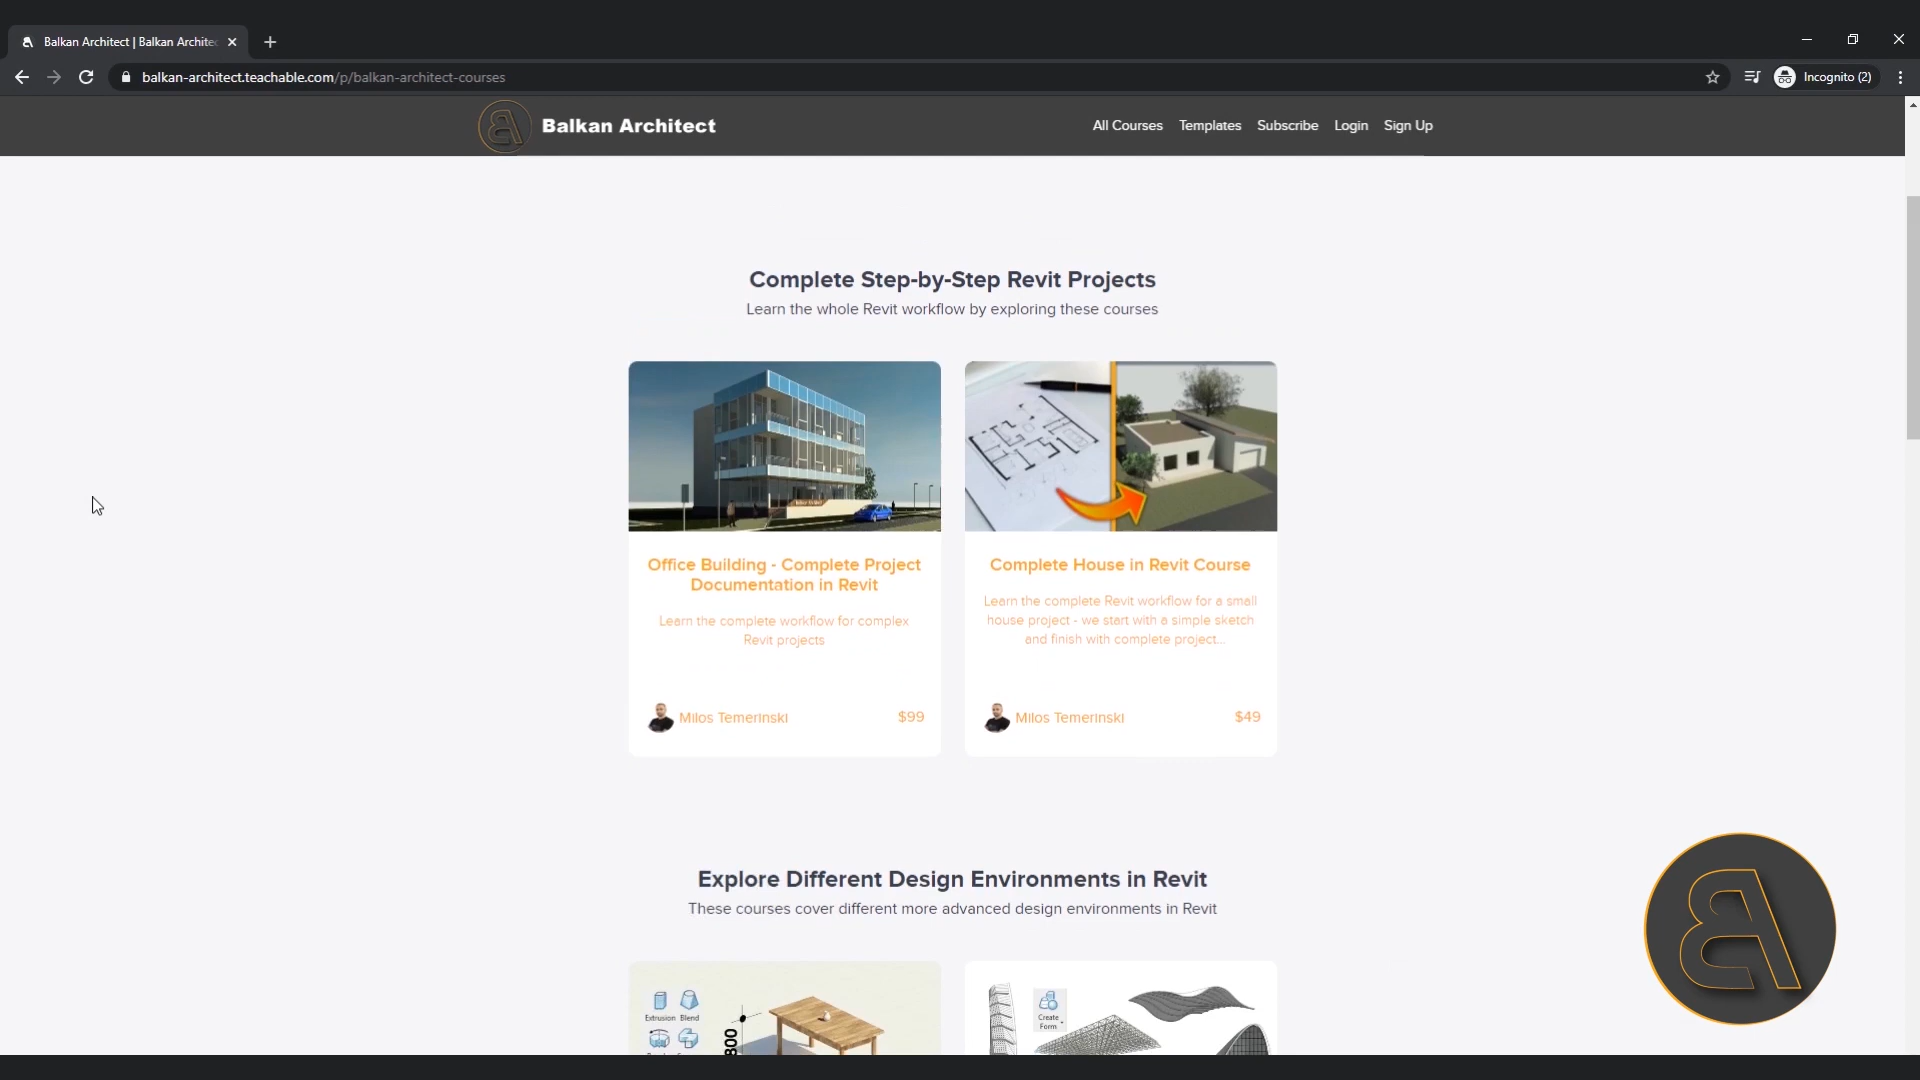 Balkan Architect | Balkan Architec
balkan-architect.teachable.com/p/balkan-architect-courses
Incognito (2)
Balkan Architect
All Courses
Templates
Subscribe
Login
Sign Up
Complete Step-by-Step Revit Projects
Learn the whole Revit workflow by exploring these courses
Office Building - Complete Project
Documentation in Revit
Learn the complete workflow for complex
Revit projects
Milos Temerinski
$99
Complete House in Revit Course
Learn the complete Revit workflow for a small
house project - we start with a simple sketch
and finish with complete project...
Milos Temerinski
$49
Explore Different Design Environments in Revit
These courses cover different more advanced design environments in Revit
Extrusion Blend
800
Create
Form